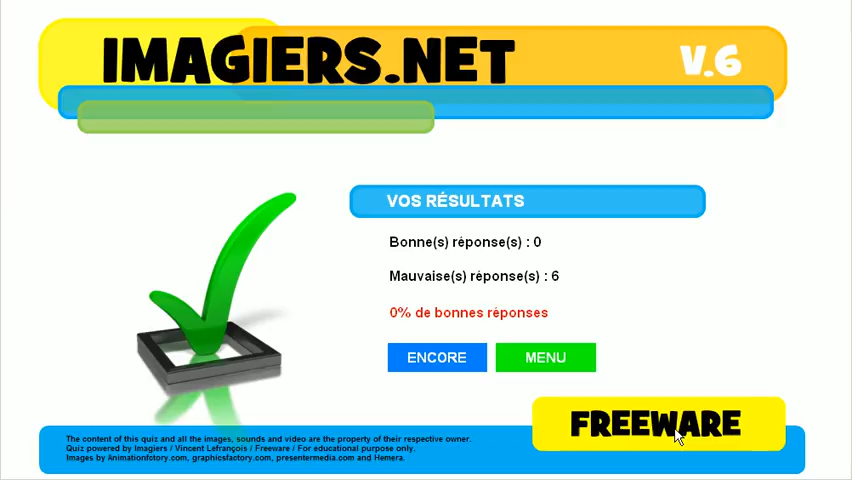 IMAGIERS.NET
V.6
VOS RÉSULTATS
Bonne(s) réponse(s) : 0
Mauvaise(s) réponse(s) : 6
0% de bonnes réponses
ENCORE
MENU
FREEWARE
The content of this quiz and all the images, sounds and video are the property of their respective owner.
Quiz powered by Imagiers / Vincent Lefrançois / Freeware / For educational purpose only.
Images by Animationfctory.com, graphicsfactory.com, presentermedia.com and Hemera.